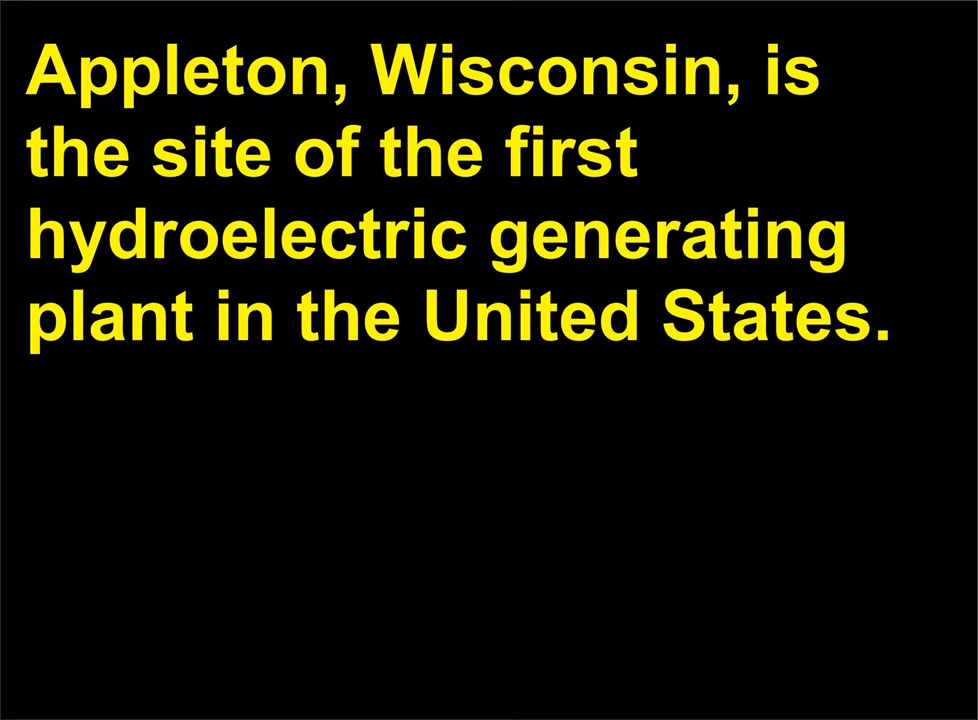 Appleton, Wisconsin, is
the site of the first
hydroelectric generating
plant in the United States.